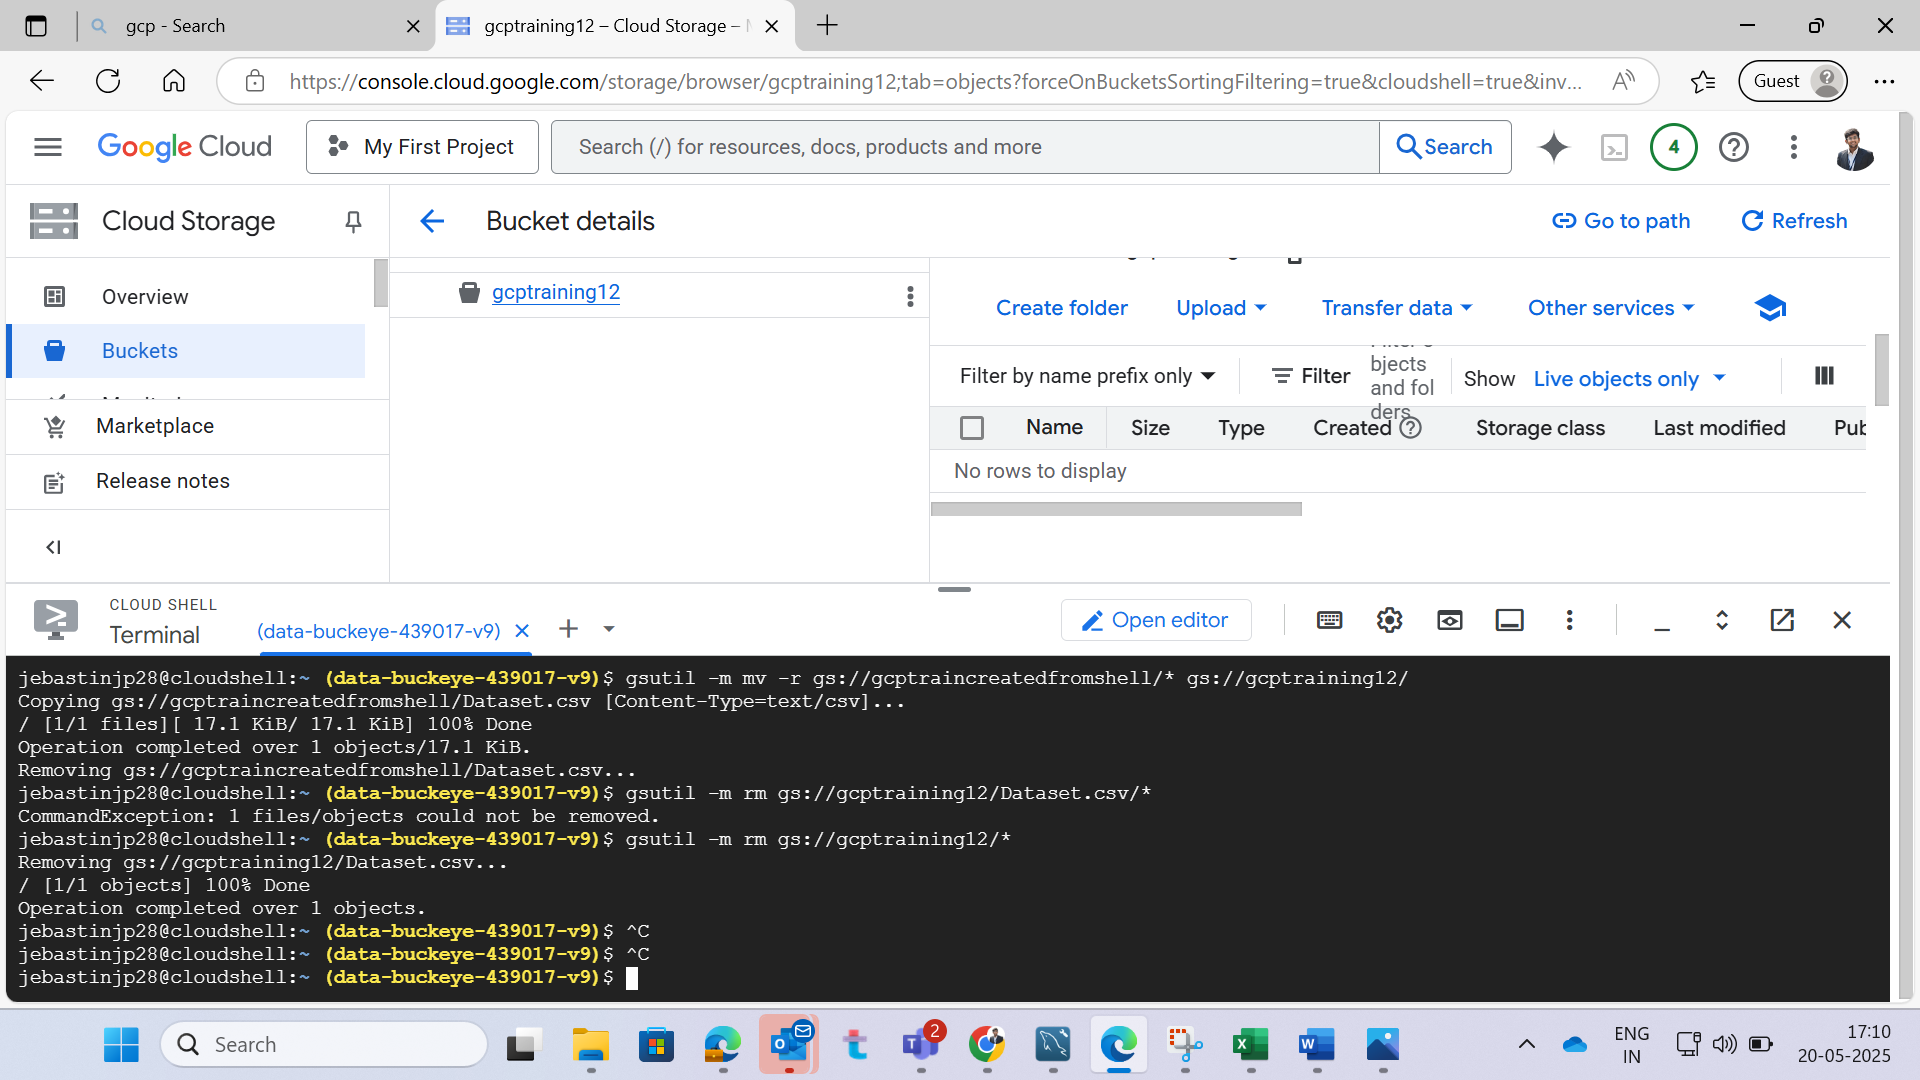 gcp - Search
gcptraining12 – Cloud Storage –
https://console.cloud.google.com/storage/browser/gcptraining12;tab=objects?forceOnBucketsSortingFiltering=true&cloudshell=true&inv...
Guest
Google Cloud
My First Project
Search (/) for resources, docs, products and more
Search
4
Cloud Storage
Bucket details
Go to path
Refresh
Overview
Buckets
Marketplace
Release notes
gcptraining12
Create folder
Upload
Transfer data
Other services
Filter by name prefix only
Filter
bjects
and fol
ders
Show
Live objects only
Name
Size
Type
Created
Storage class
Last modified
Pub
No rows to display
CLOUD SHELL
Terminal
(data-buckeye-439017-v9)
Open editor
jebastinjp28@cloudshell:~ (data-buckeye-439017-v9)$ gsutil -m mv -r gs://gcptraincreatedfromshell/* gs://gcptraining12/
Copying gs://gcptraincreatedfromshell/Dataset.csv [Content-Type=text/csv]...
/ [1/1 files][ 17.1 KiB/ 17.1 KiB] 100% Done
Operation completed over 1 objects/17.1 KiB.
Removing gs://gcptraincreatedfromshell/Dataset.csv...
jebastinjp28@cloudshell:~ (data-buckeye-439017-v9)$ gsutil -m rm gs://gcptraining12/Dataset.csv/*
CommandException: 1 files/objects could not be removed.
jebastinjp28@cloudshell:~ (data-buckeye-439017-v9)$ gsutil -m rm gs://gcptraining12/*
Removing gs://gcptraining12/Dataset.csv...
/ [1/1 objects] 100% Done
Operation completed over 1 objects.
jebastinjp28@cloudshell:~ (data-buckeye-439017-v9)$ ^C
jebastinjp28@cloudshell:~ (data-buckeye-439017-v9)$ ^C
jebastinjp28@cloudshell:~ (data-buckeye-439017-v9)$
Search
2
ENG
IN
17:10
20-05-2025